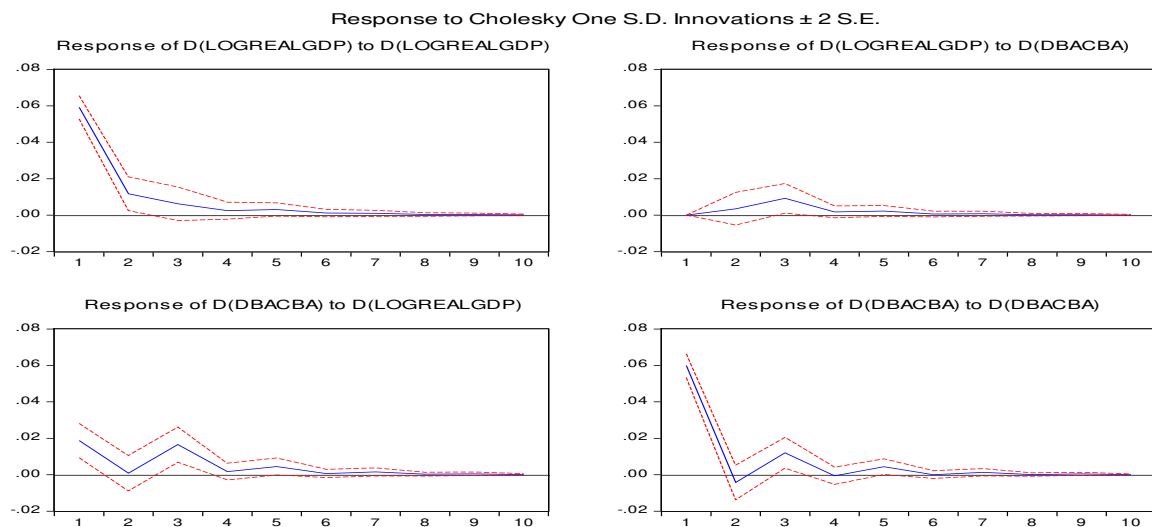 Response to Cholesky One S.D. Innovations ± 2 S.E.
Response of D(LOGREALGDP) to D(LOGREALGDP)
.08
.06
.04
.02
.00
-.02
1 2 3 4 5 6 7 8 9 10
Response of D(LOGREALGDP) to D(DBACBA)
.08
.06
.04
.02
.00
-.02
1 2 3 4 5 6 7 8 9 10
Response of D(DBACBA) to D(LOGREALGDP)
.08
.06
.04
.02
.00
-.02
1 2 3 4 5 6 7 8 9 10
Response of D(DBACBA) to D(DBACBA)
.08
.06
.04
.02
.00
-.02
1 2 3 4 5 6 7 8 9 10